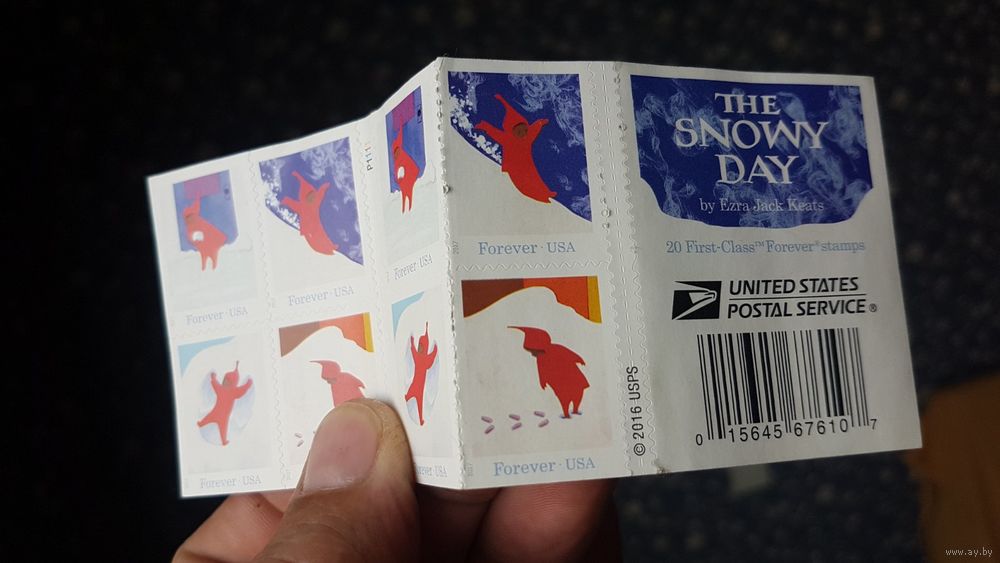 THE
SNOWY
DAY
by Ezra Jack Keats
20 First-Class™ Forever® stamps
UNITED STATES
POSTAL SERVICE®
0 15645 67610 7
© 2016 USPS
P1111
Forever · USA
Forever · USA
Forever · USA
Forever · USA
Forever · USA
Forever · USA
www.ay.by